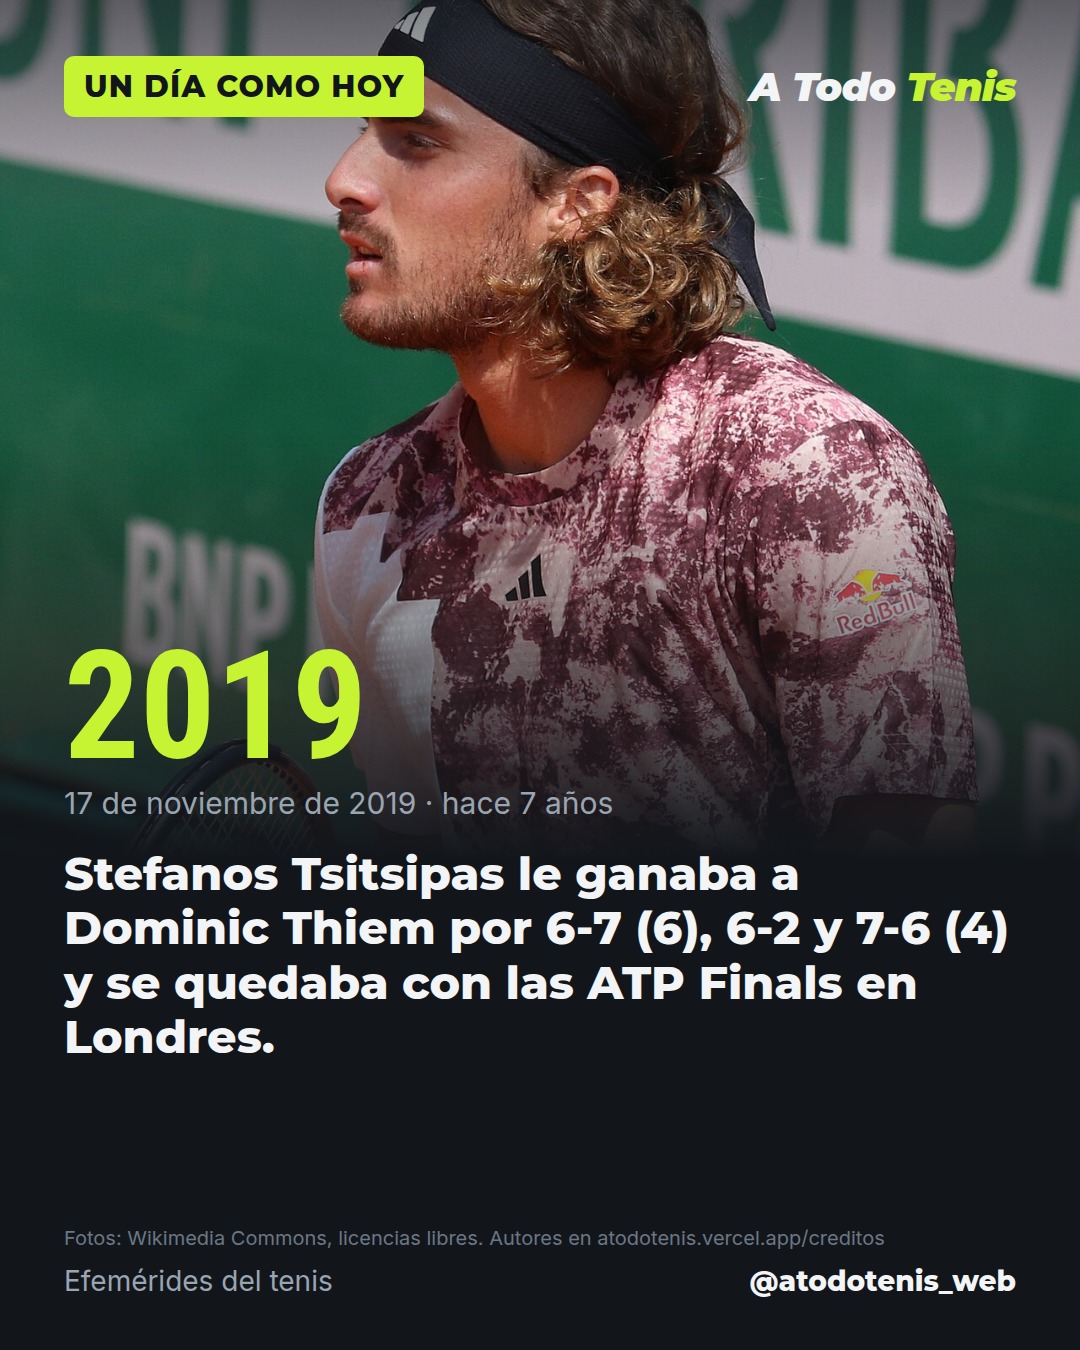 UN DÍA COMO HOY
A Todo Tenis
BNP
RedBull
2019
17 de noviembre de 2019 · hace 7 años
Stefanos Tsitsipas le ganaba a
Dominic Thiem por 6-7 (6), 6-2 y 7-6 (4)
y se quedaba con las ATP Finals en
Londres.
Fotos: Wikimedia Commons, licencias libres. Autores en atodotenis.vercel.app/creditos
Efemérides del tenis
@atodotenis_web